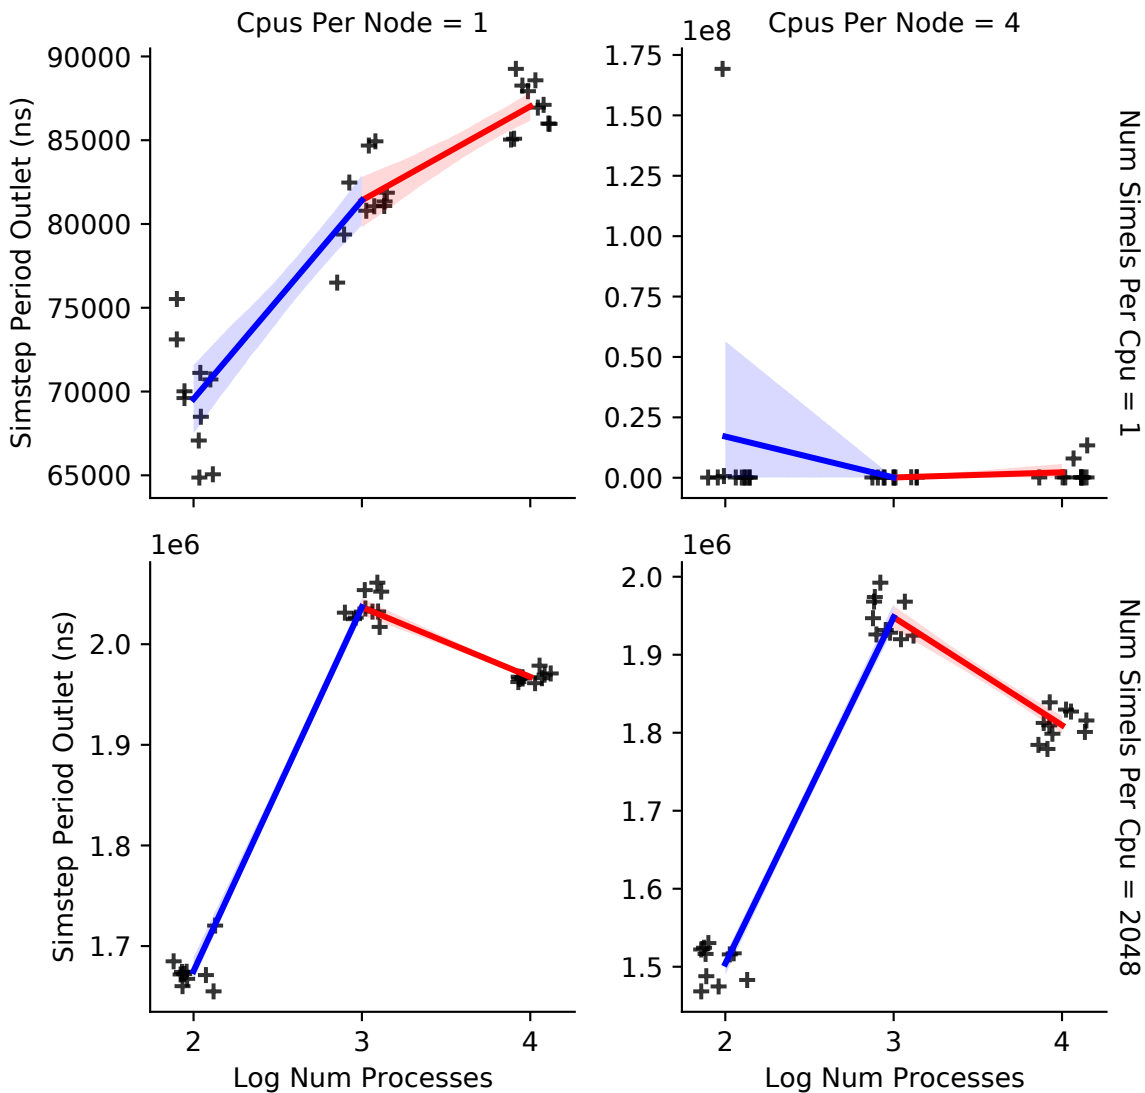 Cpus Per Node = 1
Cpus Per Node = 4
Simstep Period Outlet (ns)
90000
85000
80000
75000
70000
65000
1e8
1.75
1.50
1.25
1.00
0.75
0.50
0.25
0.00
Num Simels Per Cpu = 1
Simstep Period Outlet (ns)
1e6
2.0
1.9
1.8
1.7
2
3
4
Log Num Processes
1e6
2.0
1.9
1.8
1.7
1.6
1.5
2
3
4
Log Num Processes
Num Simels Per Cpu = 2048